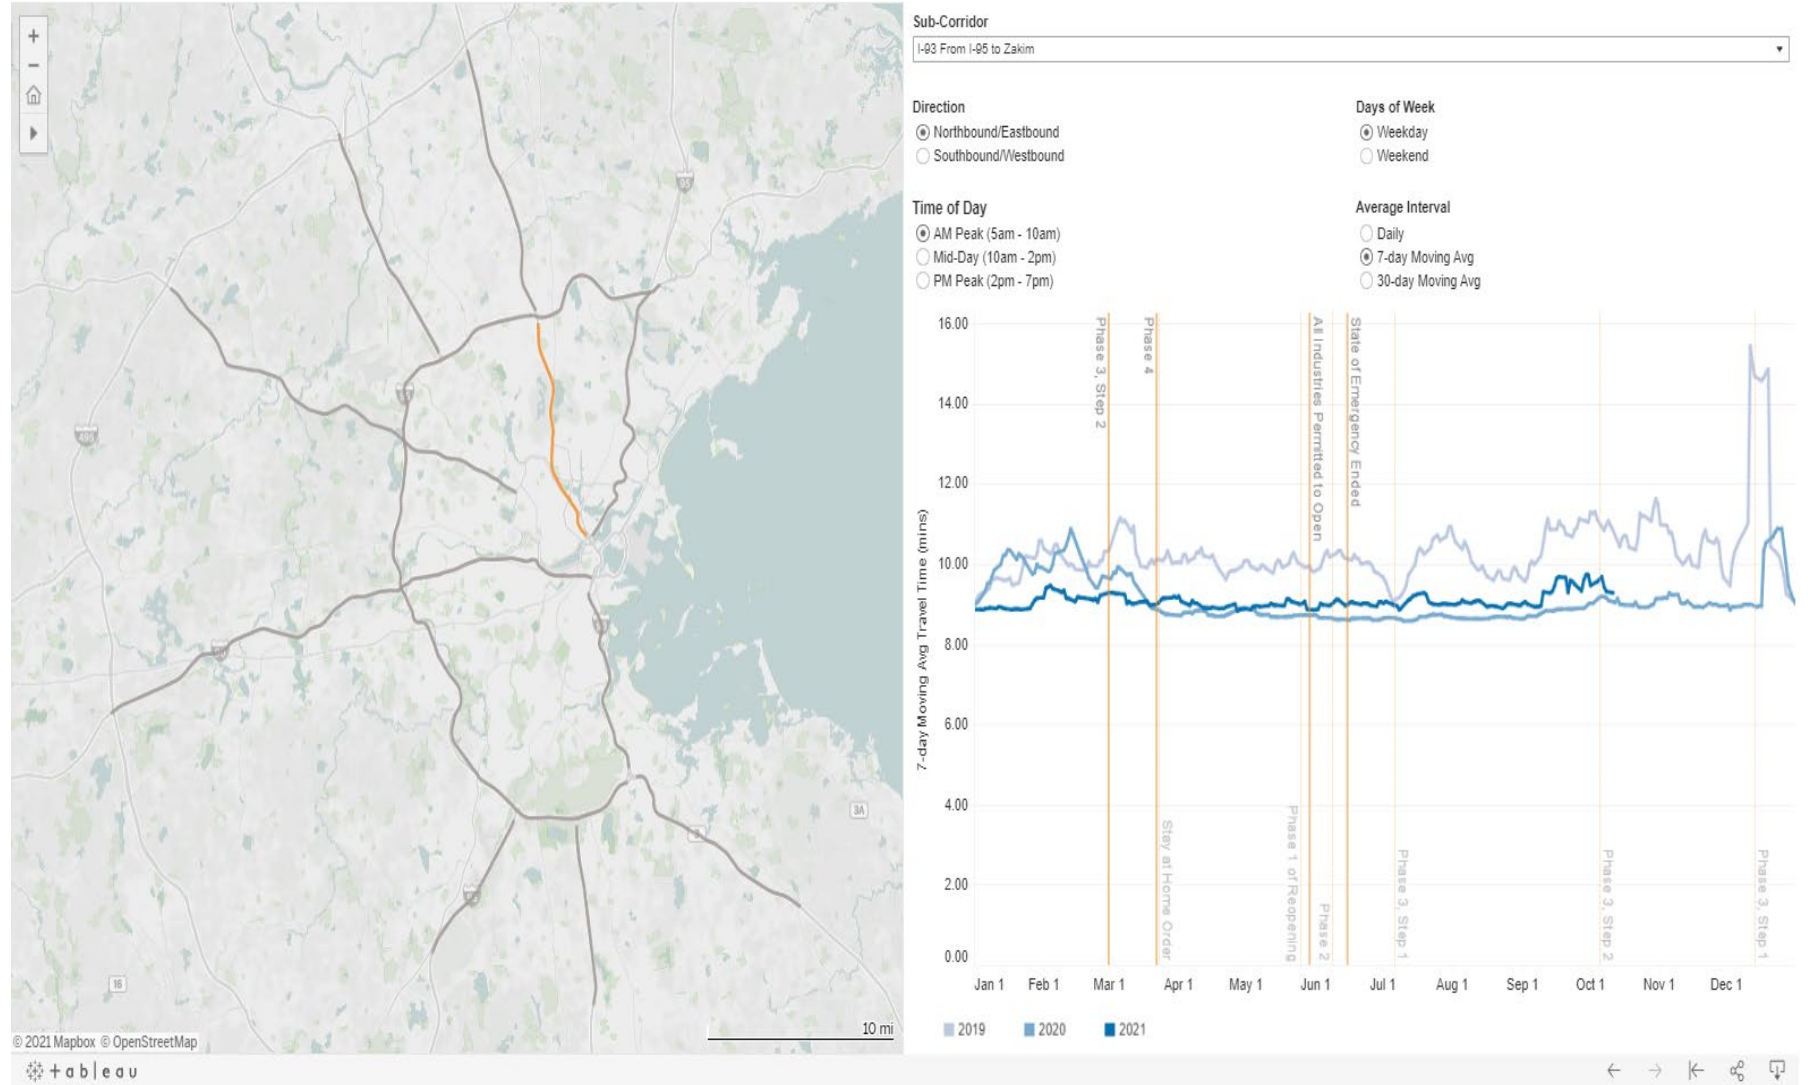 +
−
95
495
3A
3
16
© 2021 Mapbox © OpenStreetMap
10 mi
Sub-Corridor
I-93 From I-95 to Zakim
Direction
Northbound/Eastbound
Southbound/Westbound
Days of Week
Weekday
Weekend
Time of Day
AM Peak (5am - 10am)
Mid-Day (10am - 2pm)
PM Peak (2pm - 7pm)
Average Interval
Daily
7-day Moving Avg
30-day Moving Avg
7-day Moving Avg Travel Time (mins)
16.00
14.00
12.00
10.00
8.00
6.00
4.00
2.00
0.00
Phase 3, Step 2
Phase 4
All Industries Permitted to Open
State of Emergency Ended
Stay at Home Order
Phase 1 of Reopening
Phase 2
Phase 3, Step 1
Phase 3, Step 2
Phase 3, Step 1
Jan 1 Feb 1 Mar 1 Apr 1 May 1 Jun 1 Jul 1 Aug 1 Sep 1 Oct 1 Nov 1 Dec 1
2019 2020 2021
+ableau